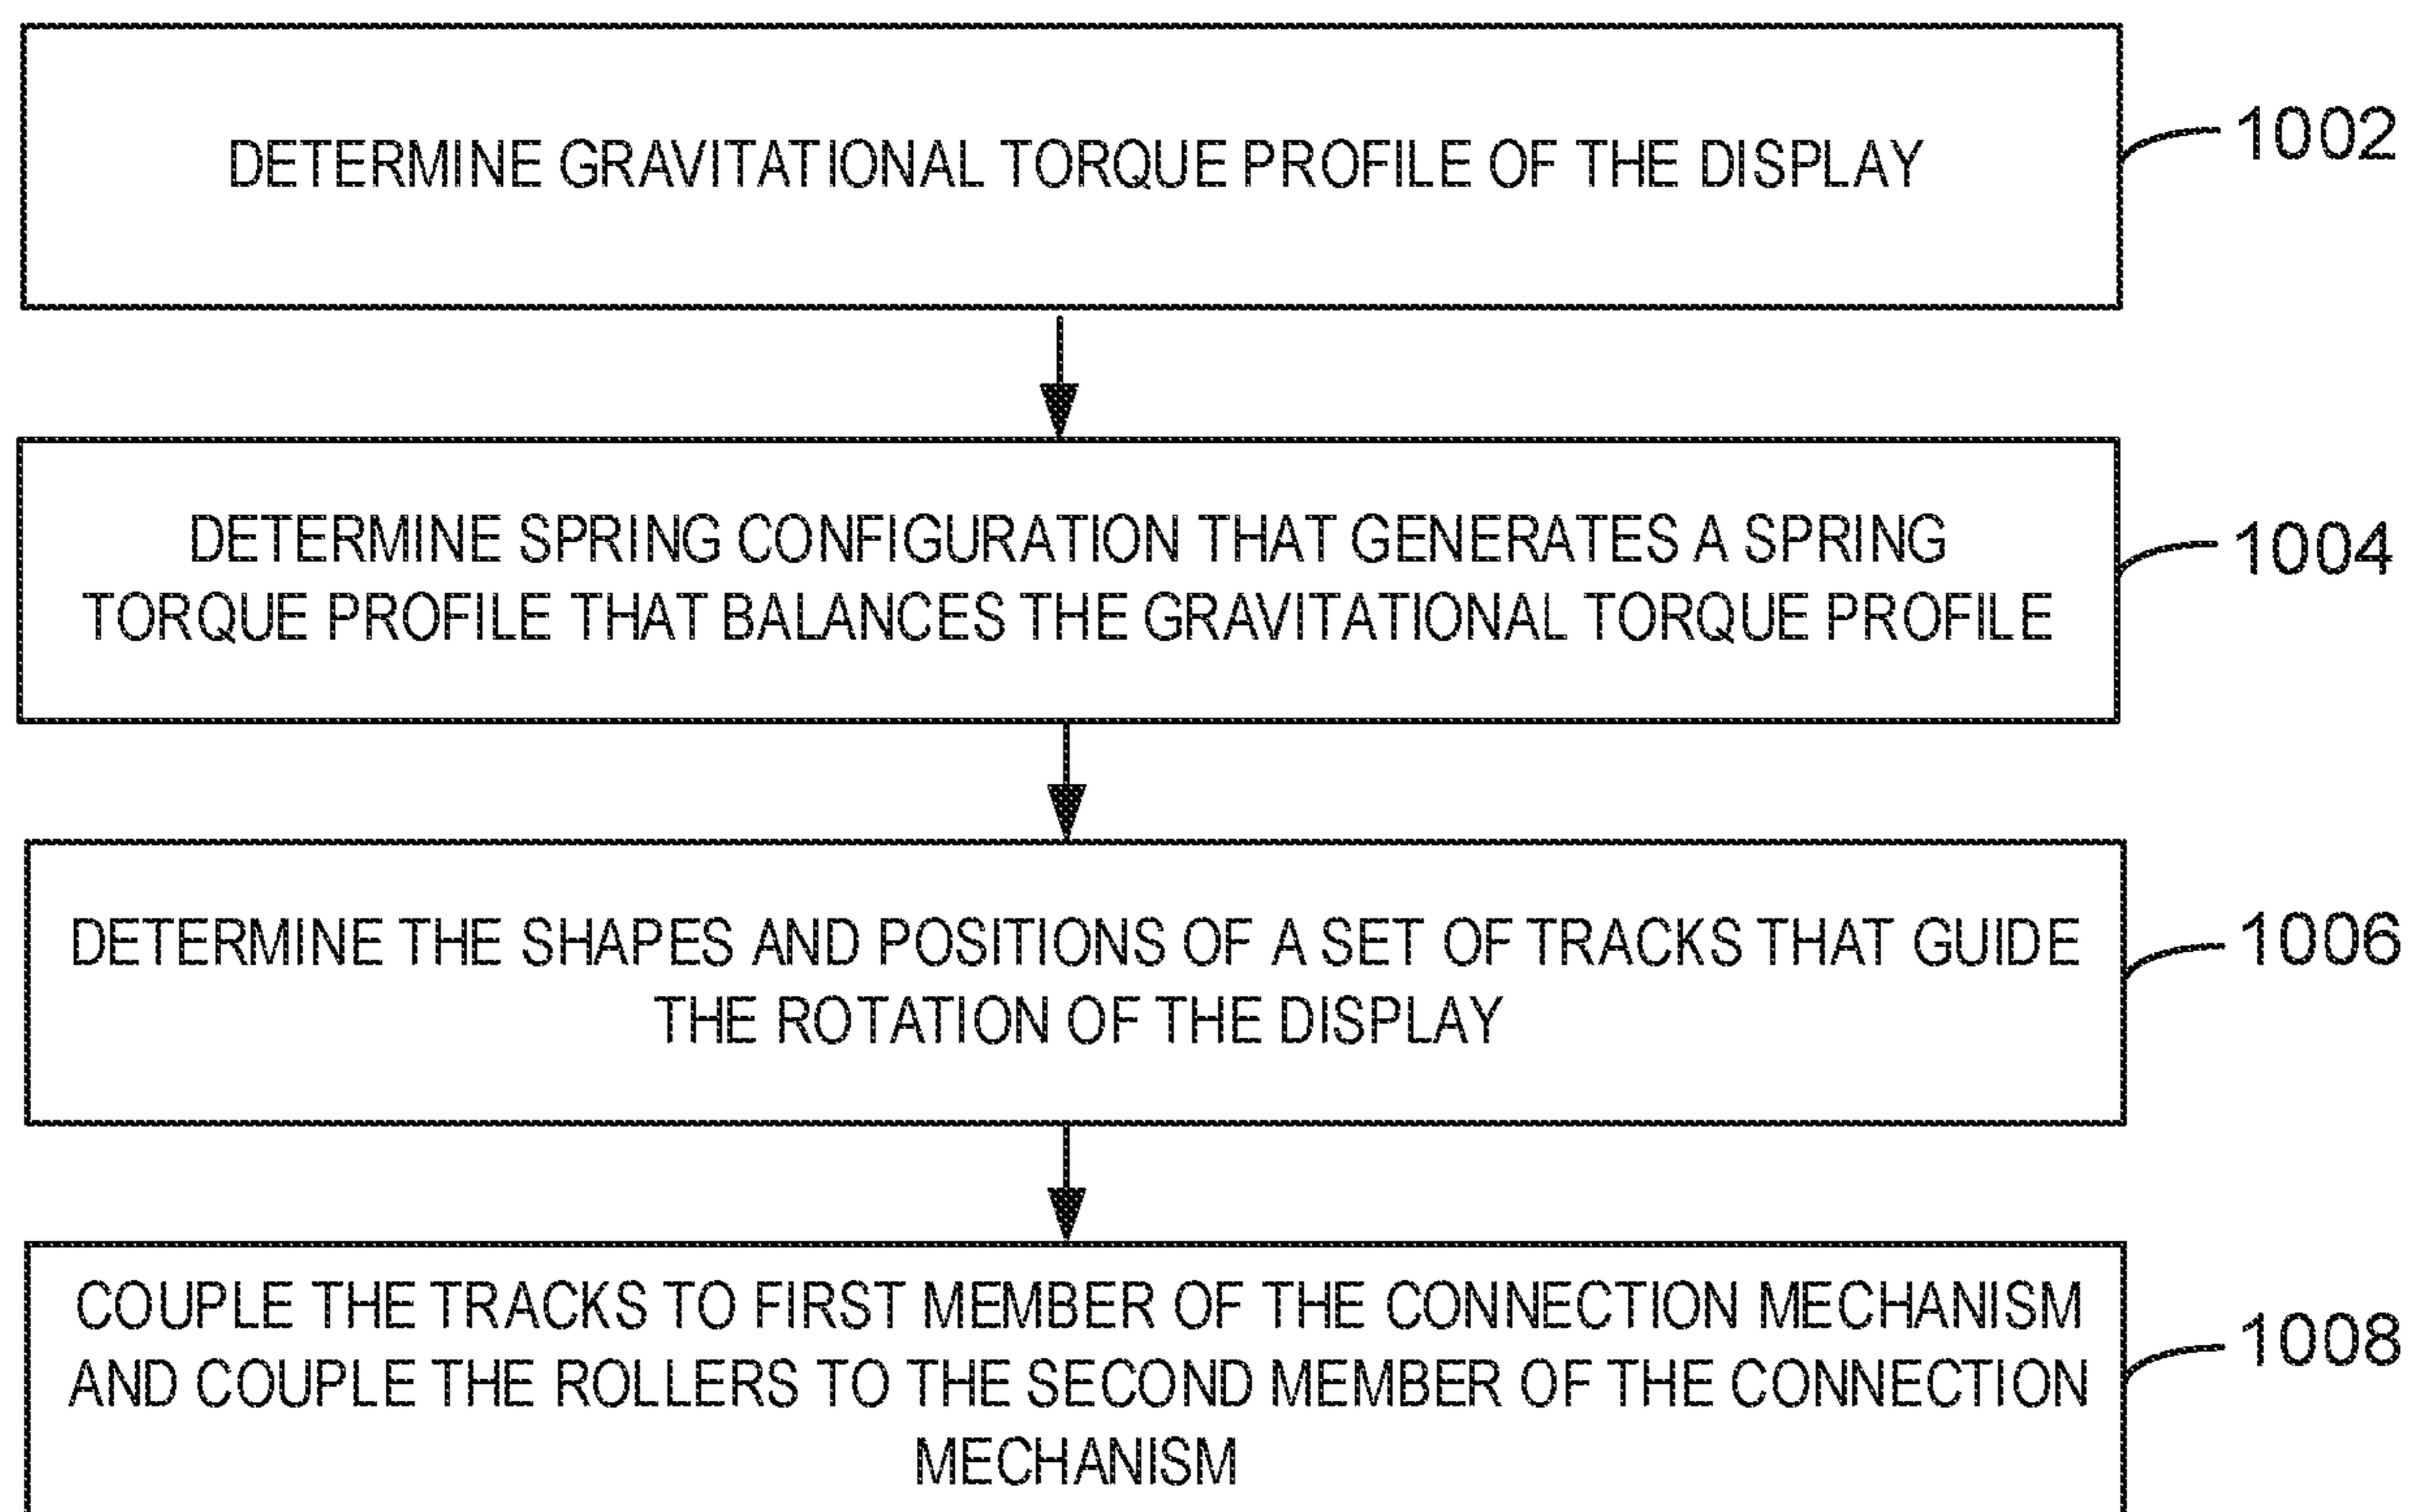 DETERMINE GRAVITATIONAL TORQUE PROFILE OF THE DISPLAY
1002
DETERMINE SPRING CONFIGURATION THAT GENERATES A SPRING
TORQUE PROFILE THAT BALANCES THE GRAVITATIONAL TORQUE PROFILE
1004
DETERMINE THE SHAPES AND POSITIONS OF A SET OF TRACKS THAT GUIDE
THE ROTATION OF THE DISPLAY
1006
COUPLE THE TRACKS TO FIRST MEMBER OF THE CONNECTION MECHANISM
AND COUPLE THE ROLLERS TO THE SECOND MEMBER OF THE CONNECTION
MECHANISM
1008